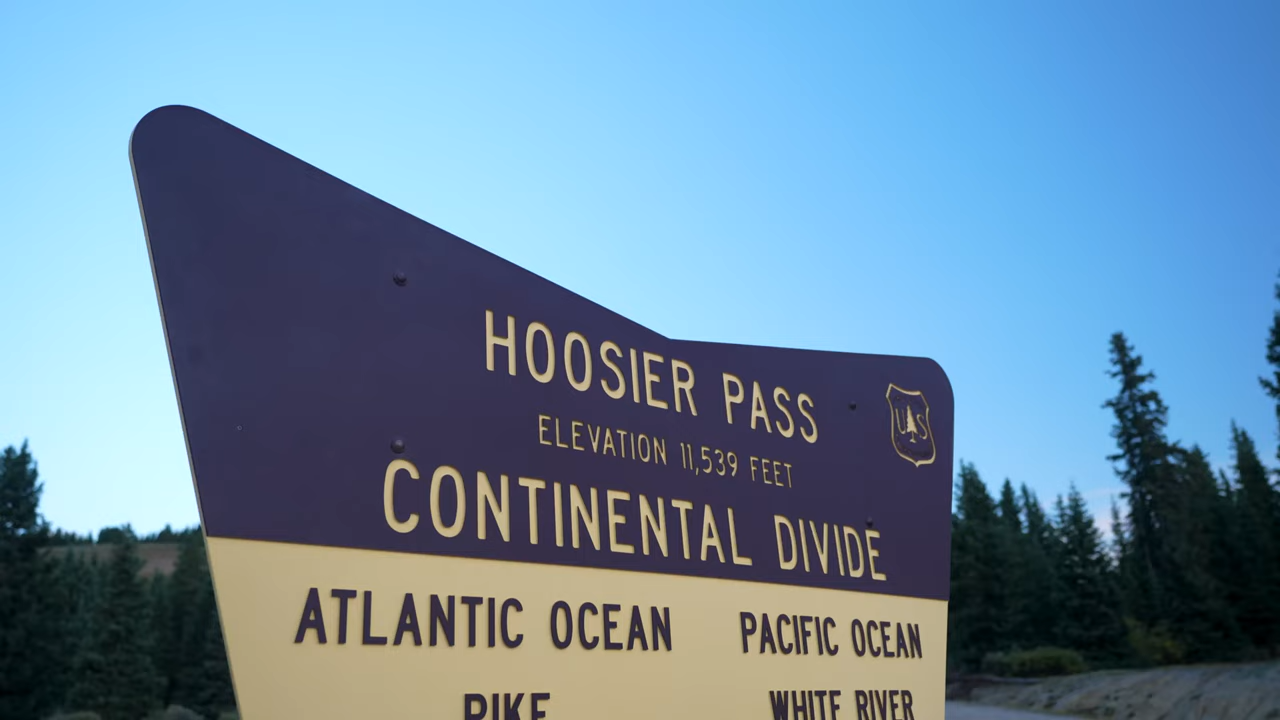 HOOSIER PASS
ELEVATION 11,539 FEET
CONTINENTAL DIVIDE
U S
ATLANTIC OCEAN
PACIFIC OCEAN
PIKE
WHITE RIVER